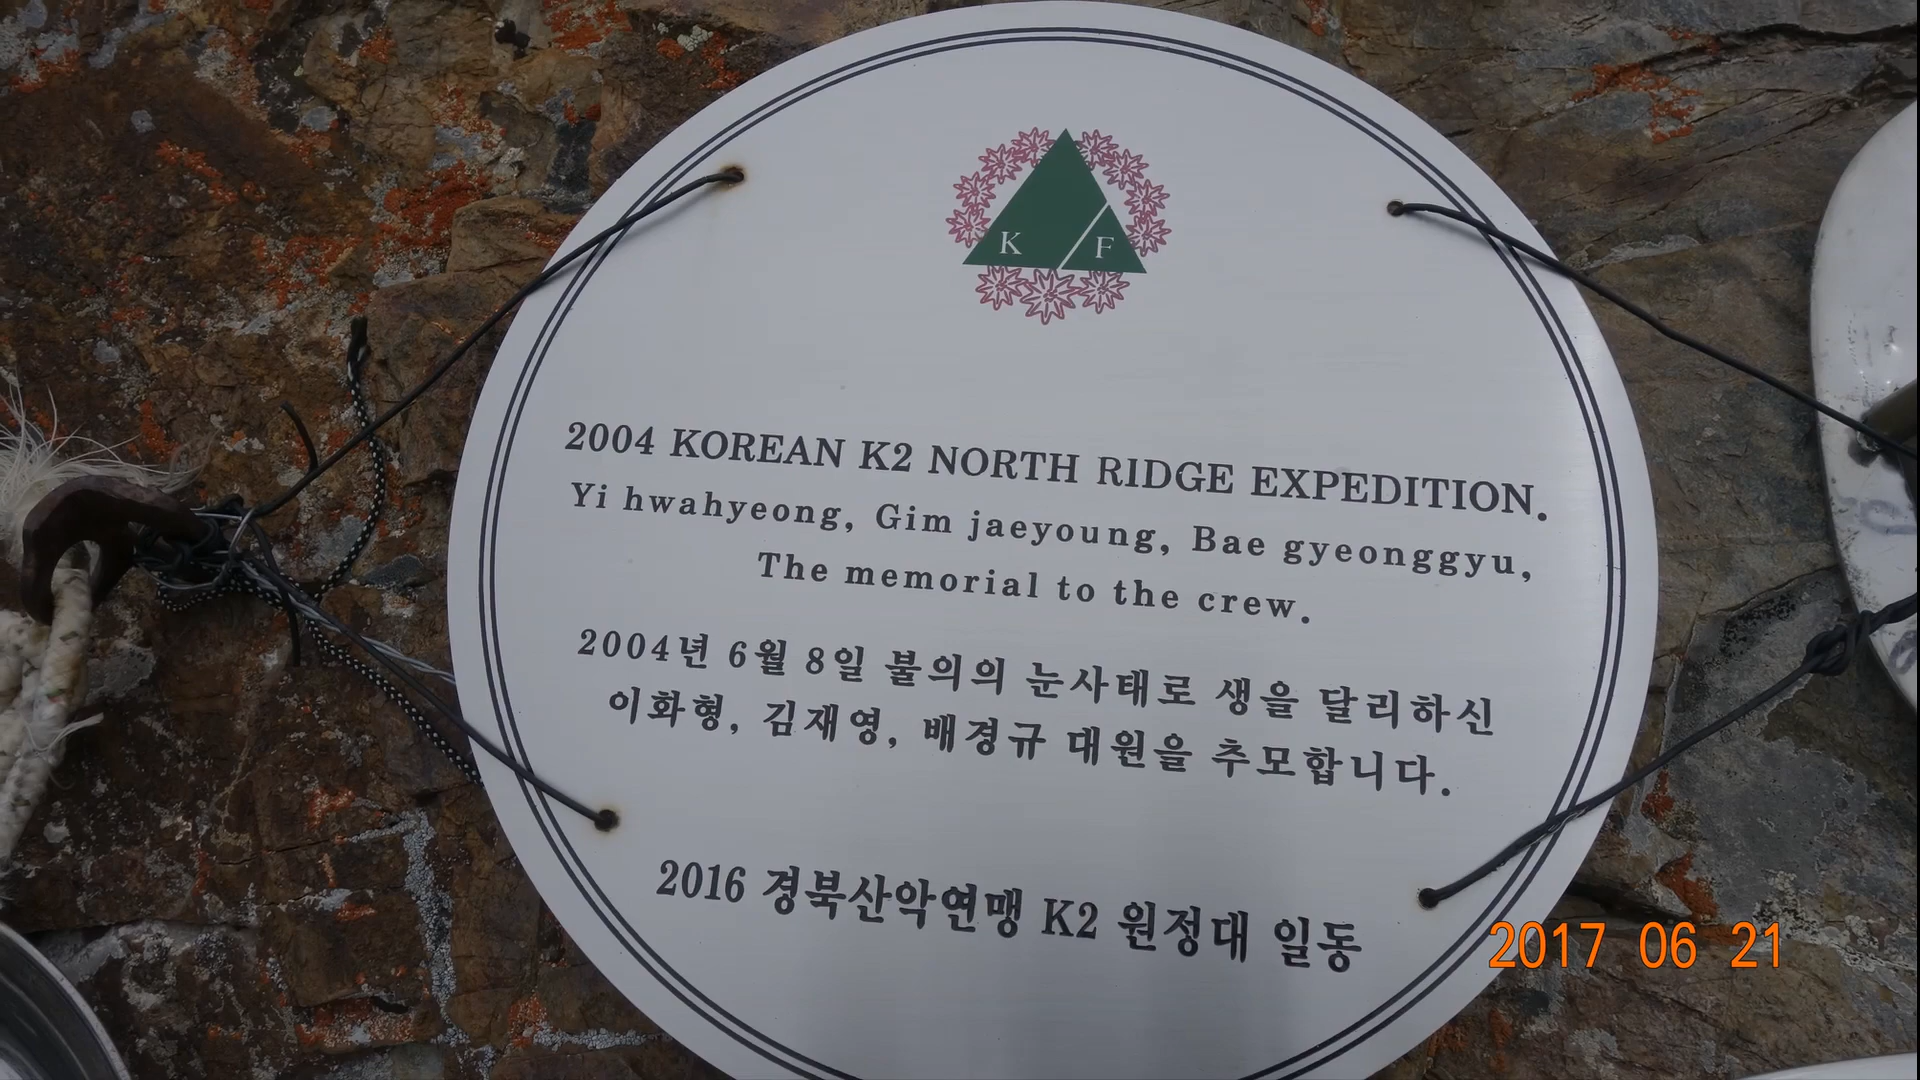 K F
2004 KOREAN K2 NORTH RIDGE EXPEDITION.
Yi hwahyeong, Gim jaeyoung, Bae gyeonggyu,
The memorial to the crew.
2004년 6월 8일 불의의 눈사태로 생을 달리하신
이화형, 김재영, 배경규 대원을 추모합니다.
2016 경북산악연맹 K2 원정대 일동
2017 06 21